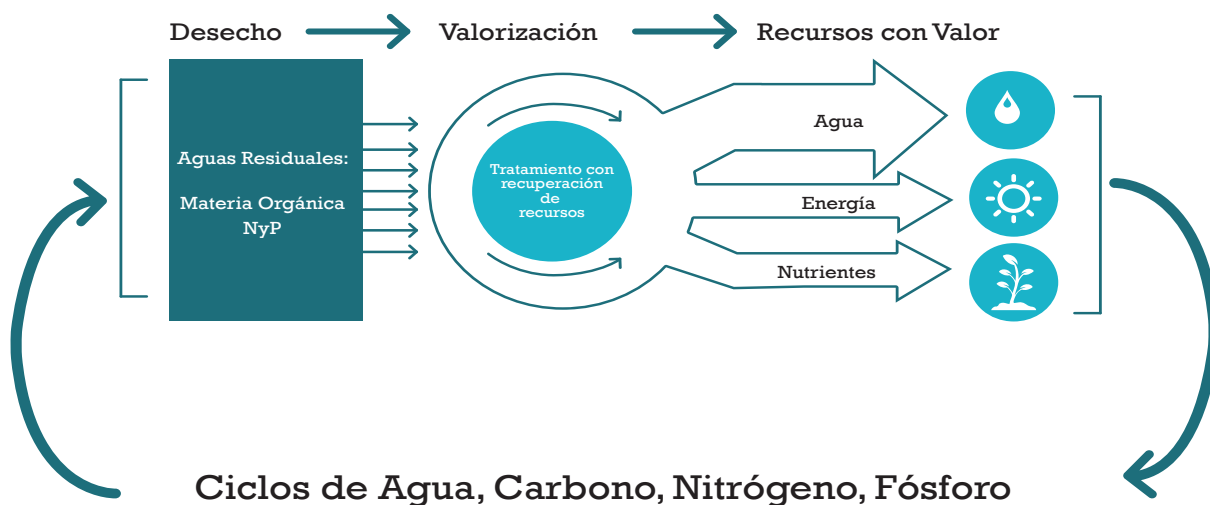 Desecho
Valorización
Recursos con Valor
Aguas Residuales:
Materia Orgánica
NyP
Tratamiento con
recuperación
de
recursos
Agua
Energía
Nutrientes
Ciclos de Agua, Carbono, Nitrógeno, Fósforo